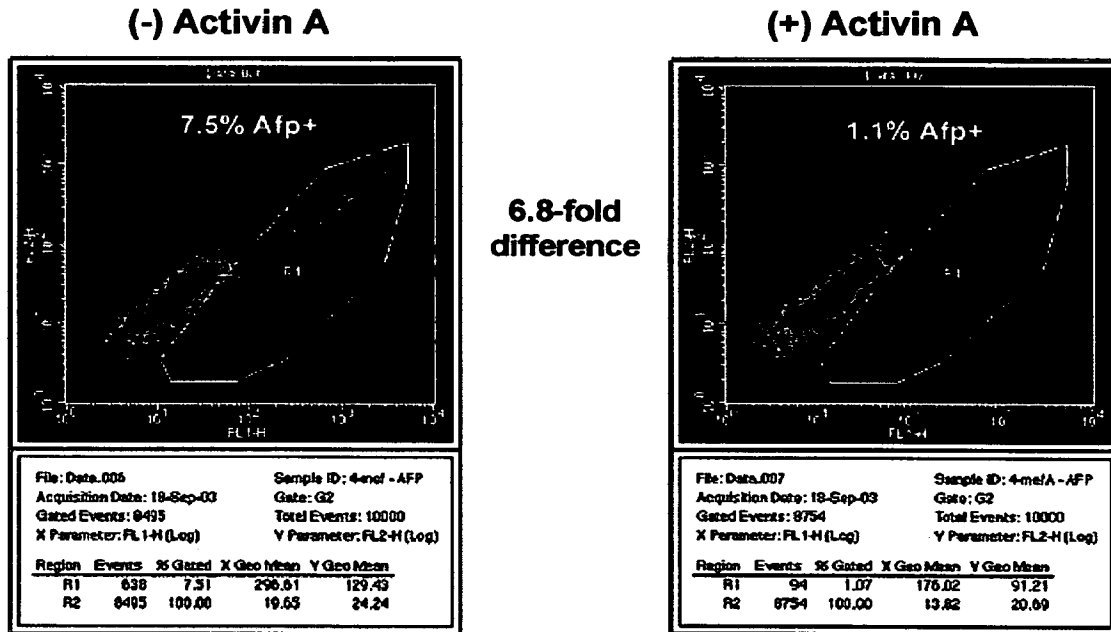 (-) Activin A
(+) Activin A
7.5% Afp+
R1
FL2-H
FL1-H
1.1% Afp+
R1
FL2-H
FL1-H
6.8-fold
difference
File: Data.006
Sample ID: 4-mef - AFP
Acquisition Date: 18-Sep-03
Gate: G2
Gated Events: 8495
Total Events: 10000
X Parameter: FL1-H (Log)
Y Parameter: FL2-H (Log)
Region Events % Gated X Geo Mean Y Geo Mean
R1 638 7.51 296.61 129.43
R2 8495 100.00 19.65 24.24
File: Data.007
Sample ID: 4-mefA - AFP
Acquisition Date: 18-Sep-03
Gate: G2
Gated Events: 8754
Total Events: 10000
X Parameter: FL1-H (Log)
Y Parameter: FL2-H (Log)
Region Events % Gated X Geo Mean Y Geo Mean
R1 94 1.07 176.02 91.21
R2 8754 100.00 13.82 20.69